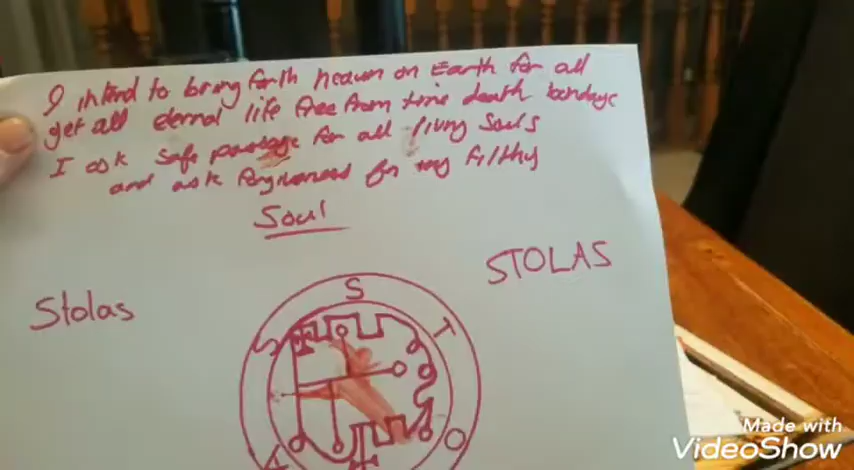 I intend to bring forth heaven on Earth for all
get all eternal life free from time death bondage
I ask safe passage for all living souls
and ask forgiveness for my filthy
Soul
Stolas
STOLAS
S T O L A S
Made with
VideoShow